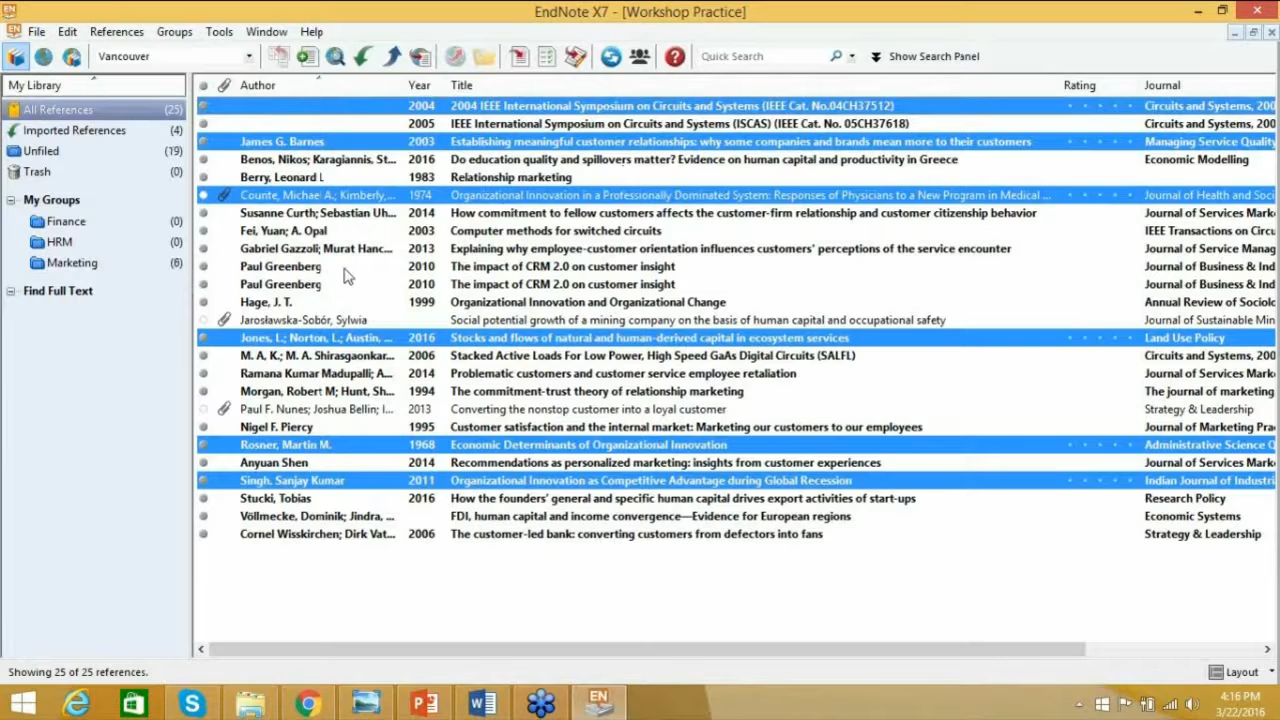 EN EndNote X7 - [Workshop Practice]
EN File Edit References Groups Tools Window Help
Vancouver Quick Search Show Search Panel
My Library Author Year Title Rating Journal
All References (25)
Imported References (4)
Unfiled (19)
Trash (0)
My Groups
Finance (0)
HRM (0)
Marketing (6)
Find Full Text
2004 2004 IEEE International Symposium on Circuits and Systems (IEEE Cat. No.04CH37512) Circuits and Systems, 200
2005 IEEE International Symposium on Circuits and Systems (ISCAS) (IEEE Cat. No. 05CH37618) Circuits and Systems, 200
James G. Barnes 2003 Establishing meaningful customer relationships: why some companies and brands mean more to their customers Managing Service Quality
Benos, Nikos; Karagiannis, St... 2016 Do education quality and spillovers matter? Evidence on human capital and productivity in Greece Economic Modelling
Berry, Leonard L 1983 Relationship marketing
Counte, Michael A.; Kimberly,... 1974 Organizational Innovation in a Professionally Dominated System: Responses of Physicians to a New Program in Medical ... Journal of Health and Soci
Susanne Curth; Sebastian Uh... 2014 How commitment to fellow customers affects the customer-firm relationship and customer citizenship behavior Journal of Services Mark
Fei, Yuan; A. Opal 2003 Computer methods for switched circuits IEEE Transactions on Circu
Gabriel Gazzoli; Murat Hanc... 2013 Explaining why employee-customer orientation influences customers' perceptions of the service encounter Journal of Service Manag
Paul Greenberg 2010 The impact of CRM 2.0 on customer insight Journal of Business & Ind
Paul Greenberg 2010 The impact of CRM 2.0 on customer insight Journal of Business & Ind
Hage, J. T. 1999 Organizational Innovation and Organizational Change Annual Review of Sociolo
Jarosławska-Sobór, Sylwia Social potential growth of a mining company on the basis of human capital and occupational safety Journal of Sustainable Min
Jones, L.; Norton, L.; Austin, ... 2016 Stocks and flows of natural and human-derived capital in ecosystem services Land Use Policy
M. A, K.; M. A. Shirasgaonkar... 2006 Stacked Active Loads For Low Power, High Speed GaAs Digital Circuits (SALFL) Circuits and Systems, 200
Ramana Kumar Madupalli; A... 2014 Problematic customers and customer service employee retaliation Journal of Services Mark
Morgan, Robert M; Hunt, Sh... 1994 The commitment-trust theory of relationship marketing The journal of marketing
Paul F. Nunes; Joshua Bellin; I... 2013 Converting the nonstop customer into a loyal customer Strategy & Leadership
Nigel F. Piercy 1995 Customer satisfaction and the internal market: Marketing our customers to our employees Journal of Marketing Pra
Rosner, Martin M. 1968 Economic Determinants of Organizational Innovation Administrative Science Q
Anyuan Shen 2014 Recommendations as personalized marketing: insights from customer experiences Journal of Services Mark
Singh, Sanjay Kumar 2011 Organizational Innovation as Competitive Advantage during Global Recession Indian Journal of Industri
Stucki, Tobias 2016 How the founders' general and specific human capital drives export activities of start-ups Research Policy
Völlmecke, Dominik; Jindra, ... FDI, human capital and income convergence—Evidence for European regions Economic Systems
Cornel Wisskirchen; Dirk Vat... 2006 The customer-led bank: converting customers from defectors into fans Strategy & Leadership
Showing 25 of 25 references. Layout
EN
4:16 PM
3/22/2016